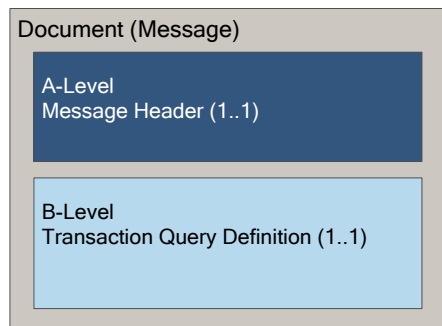 Document (Message)
A-Level
Message Header (1..1)
B-Level
Transaction Query Definition (1..1)